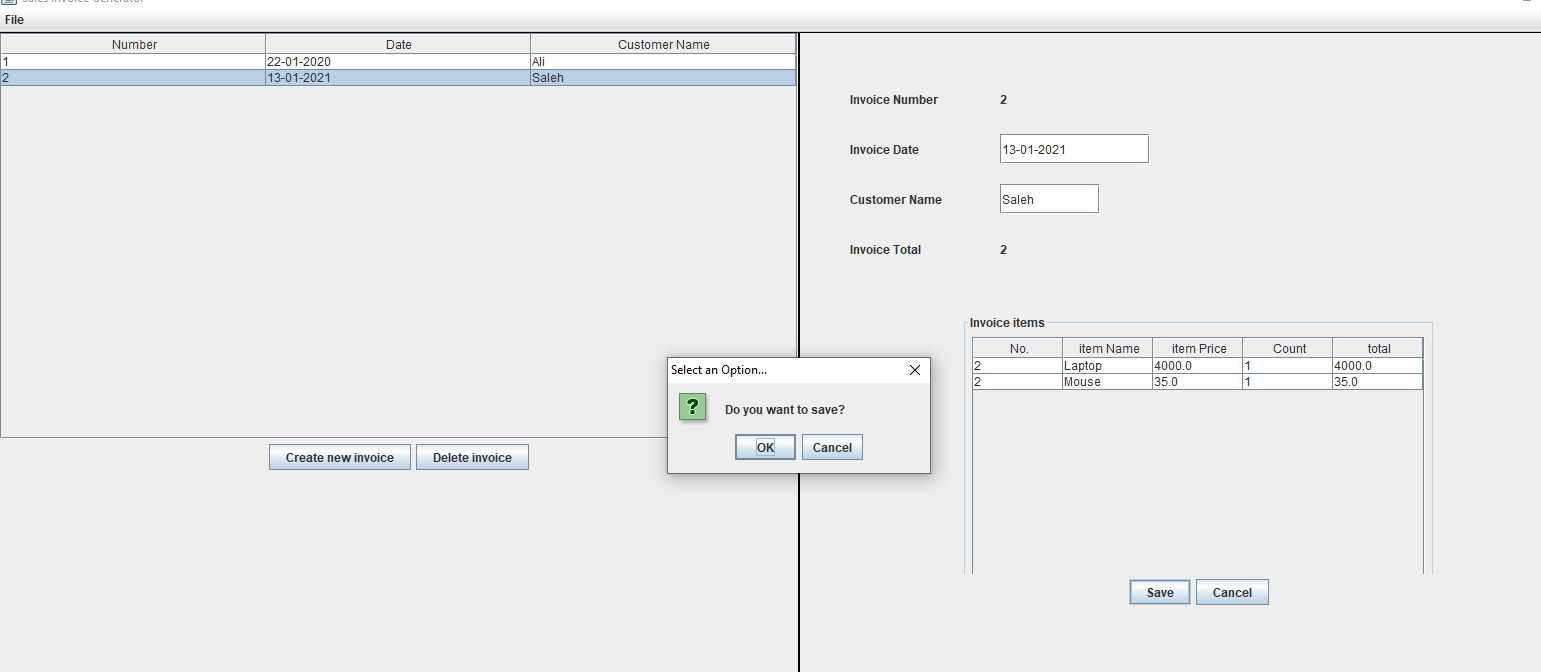 Sales Invoice Generator
File
Number Date Customer Name
1 22-01-2020 Ali
2 13-01-2021 Saleh
Create new invoice Delete invoice
Invoice Number 2
Invoice Date 13-01-2021
Customer Name Saleh
Invoice Total 2
Invoice items
No. item Name item Price Count total
2 Laptop 4000.0 1 4000.0
2 Mouse 35.0 1 35.0
Save Cancel
Select an Option...
? Do you want to save?
OK Cancel